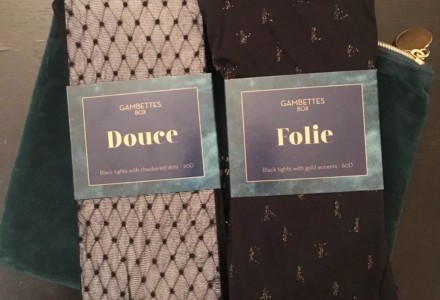 GAMBETTES
BOX
Douce
Black tights with checkered dots - 20D
GAMBETTES
BOX
Folie
Black tights with gold accents - 60D